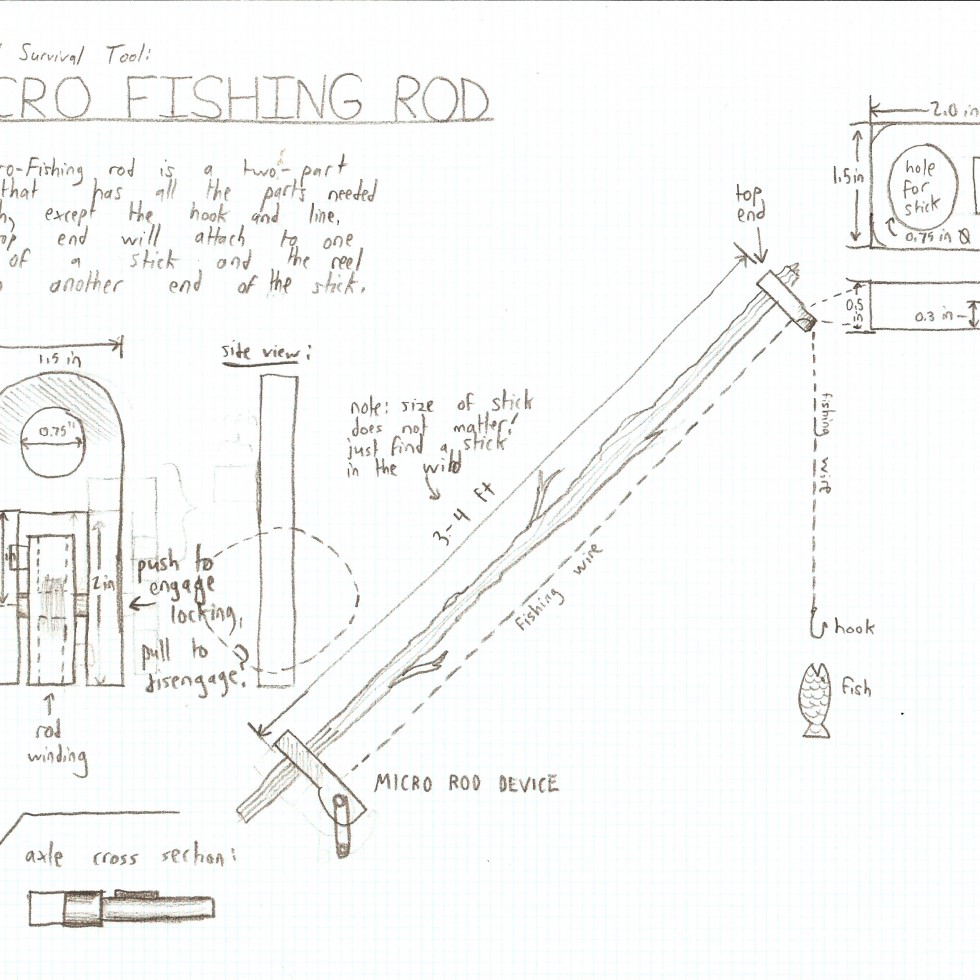 Survival Tool:
CRO FISHING ROD
ro-Fishing rod is a two-part
that has all the parts needed
except the hook and line,
op end will attach to one
of a stick and the reel
another end of the stick.
1.5 in
0.75"
2 in
push to
engage
locking,
pull to
disengage?
rod
winding
axle cross section:
side view:
note: size of stick
does not matter!
just find a stick
in the wild
3-4 ft
fishing wire
MICRO ROD DEVICE
top
end
fishing wire
hook
fish
2.0 in
1.5 in
hole
for
stick
0.75 in Ø
0.5
in
0.3 in